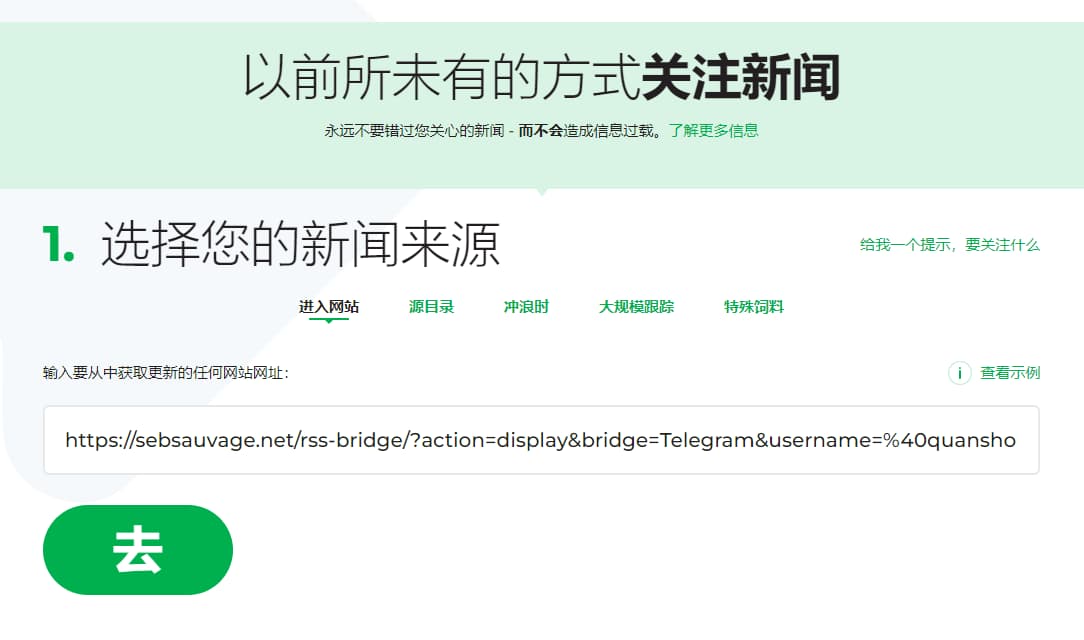 以前所未有的方式关注新闻
永远不要错过您关心的新闻 - 而不会造成信息过载。了解更多信息
1. 选择您的新闻来源
给我一个提示，要关注什么
进入网站 源目录 冲浪时 大规模跟踪 特殊饲料
输入要从中获取更新的任何网站网址：
i 查看示例
https://sebsauvage.net/rss-bridge/?action=display&bridge=Telegram&username=%40quansho
去